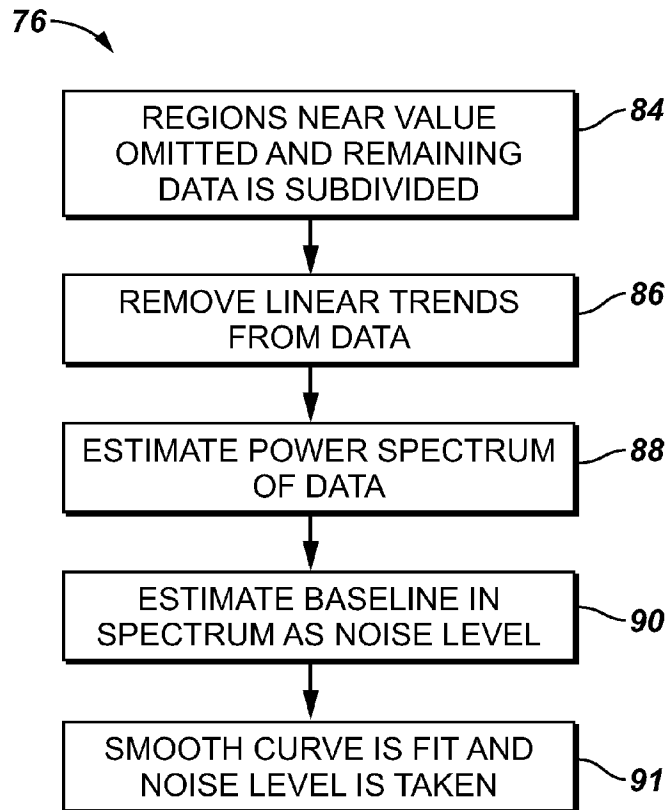 76
REGIONS NEAR VALUE
OMITTED AND REMAINING
DATA IS SUBDIVIDED
84
REMOVE LINEAR TRENDS
FROM DATA
86
ESTIMATE POWER SPECTRUM
OF DATA
88
ESTIMATE BASELINE IN
SPECTRUM AS NOISE LEVEL
90
SMOOTH CURVE IS FIT AND
NOISE LEVEL IS TAKEN
91